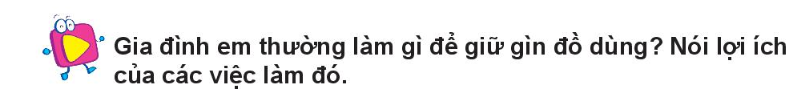 Gia đình em thường làm gì để giữ gìn đồ dùng? Nói lợi ích
của các việc làm đó.